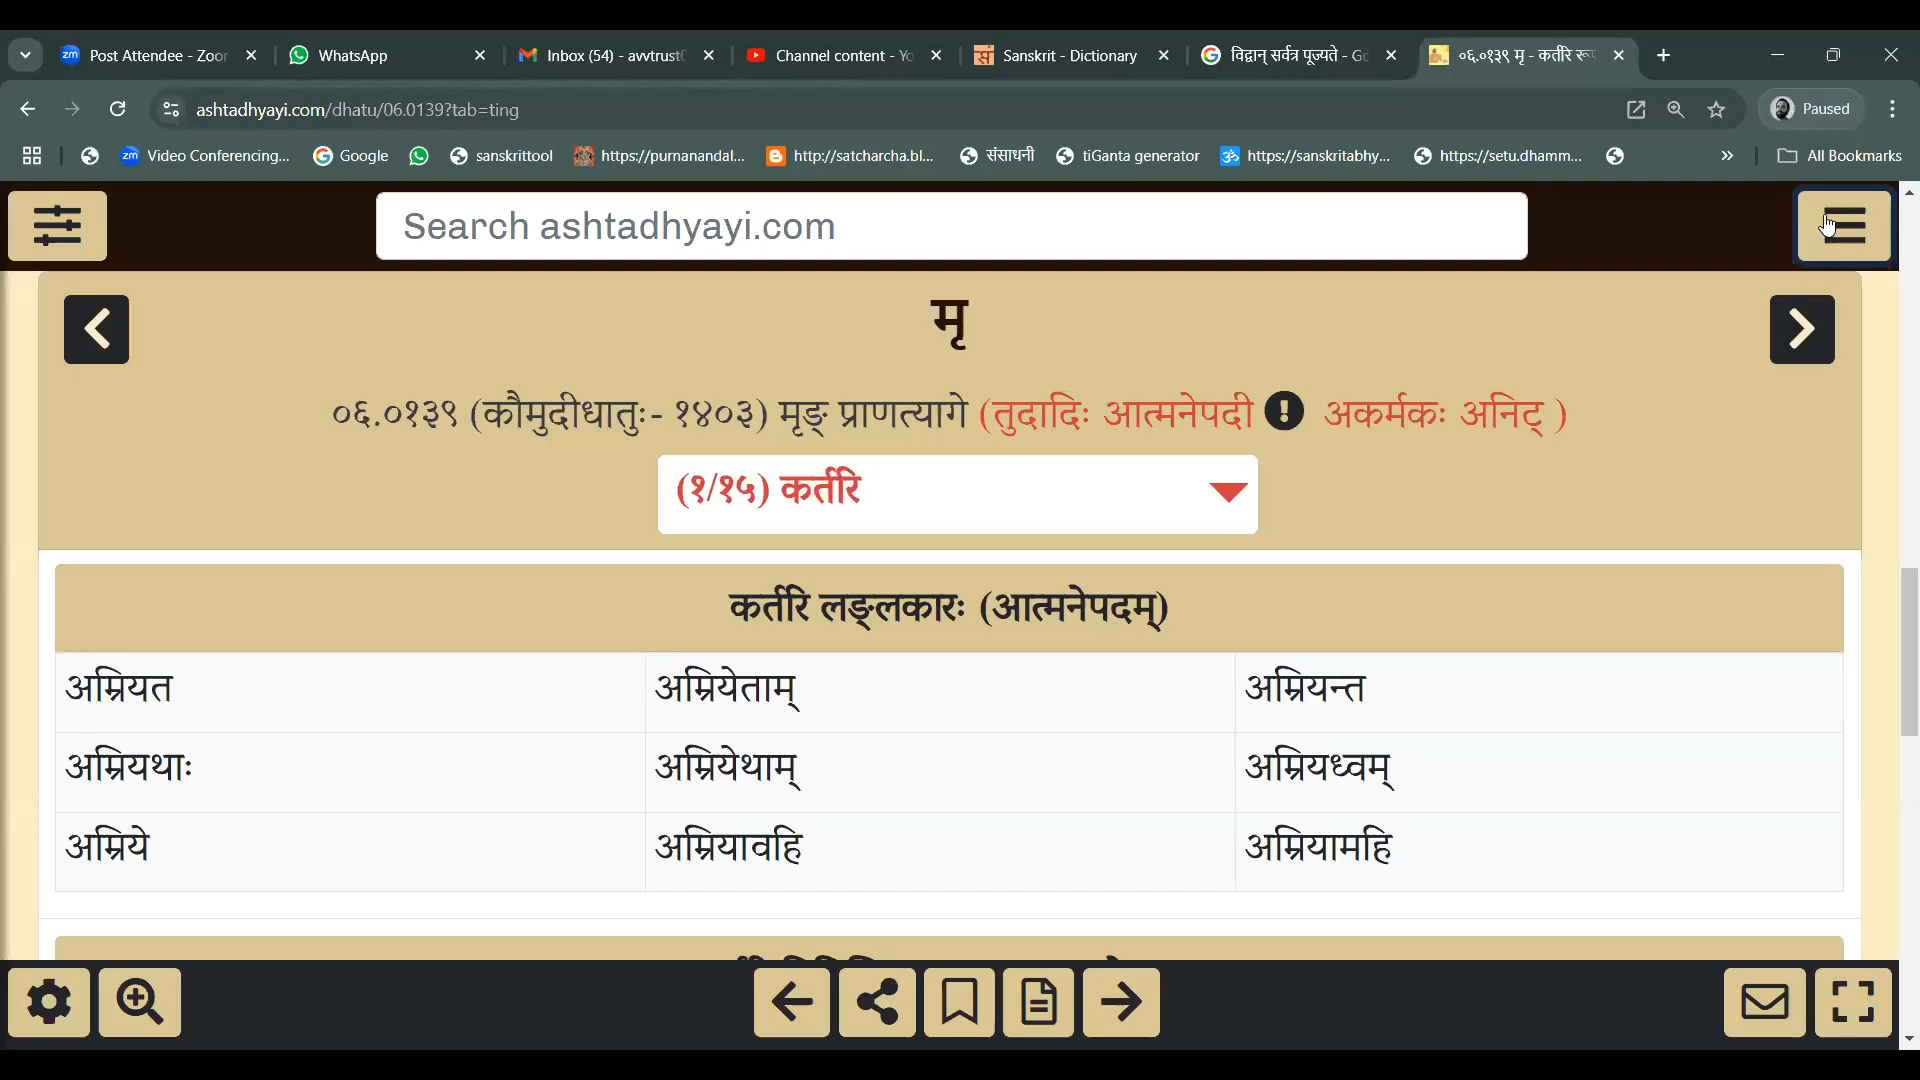 Post Attendee - Zoor
WhatsApp
Inbox (54) - avvtrust
Channel content - Yo
Sanskrit - Dictionary
विद्वान् सर्वत्र पूज्यते - Go
०६.०१३९ मृ - कर्तरि रू
ashtadhyayi.com/dhatu/06.0139?tab=ting
Paused
Video Conferencing...
Google
sanskrittool
https://purnanandal...
http://satcharcha.bl...
संसाधनी
tiGanta generator
https://sanskritabhy...
https://setu.dhamm...
All Bookmarks
Search ashtadhyayi.com
मृ
०६.०१३९ (कौमुदीधातुः- १४०३) मृङ् प्राणत्यागे (तुदादिः आत्मनेपदी अकर्मकः अनिट् )
(१/१५) कर्तरि
कर्तरि लङ्लकारः (आत्मनेपदम्)
अम्रियत अम्रियेताम् अम्रियन्त
अम्रियथाः अम्रियेथाम् अम्रियध्वम्
अम्रिये अम्रियावहि अम्रियामहि